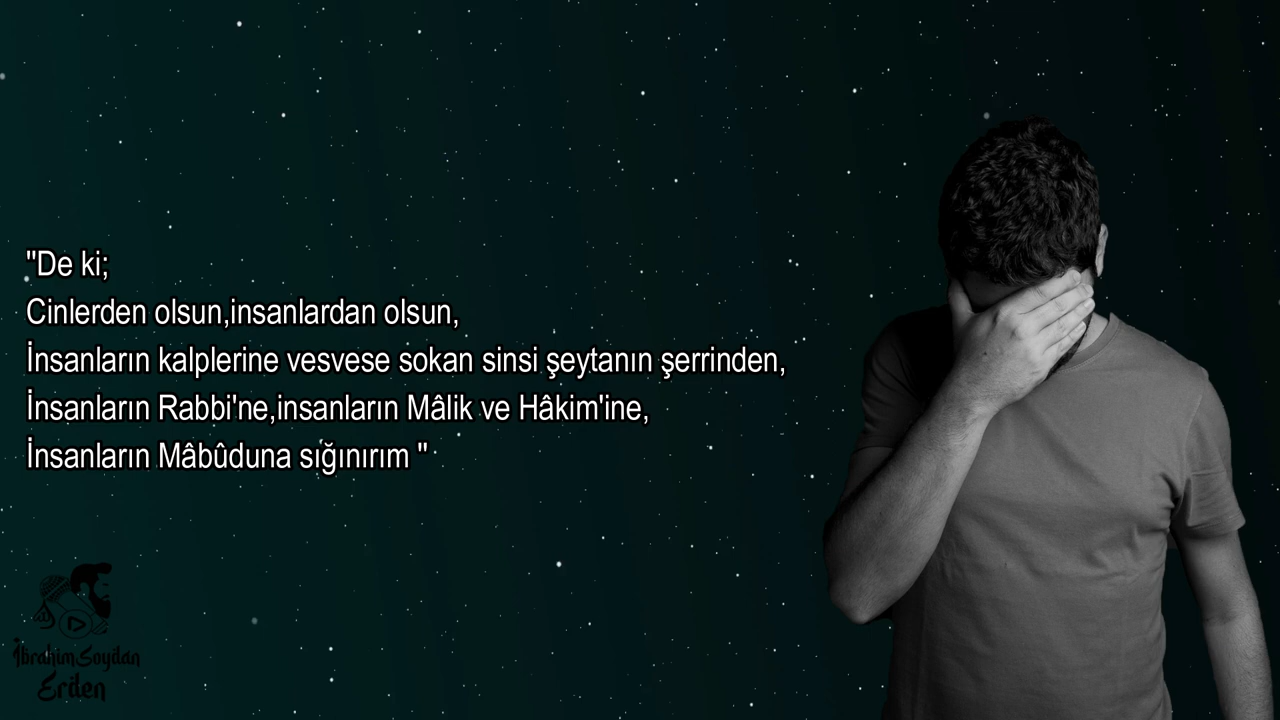 "De ki;
Cinlerden olsun,insanlardan olsun,
İnsanların kalplerine vesvese sokan sinsi şeytanın şerrinden,
İnsanların Rabbi'ne,insanların Mâlik ve Hâkim'ine,
İnsanların Mâbûduna sığınırım "
İbrahim Soydan
Erden